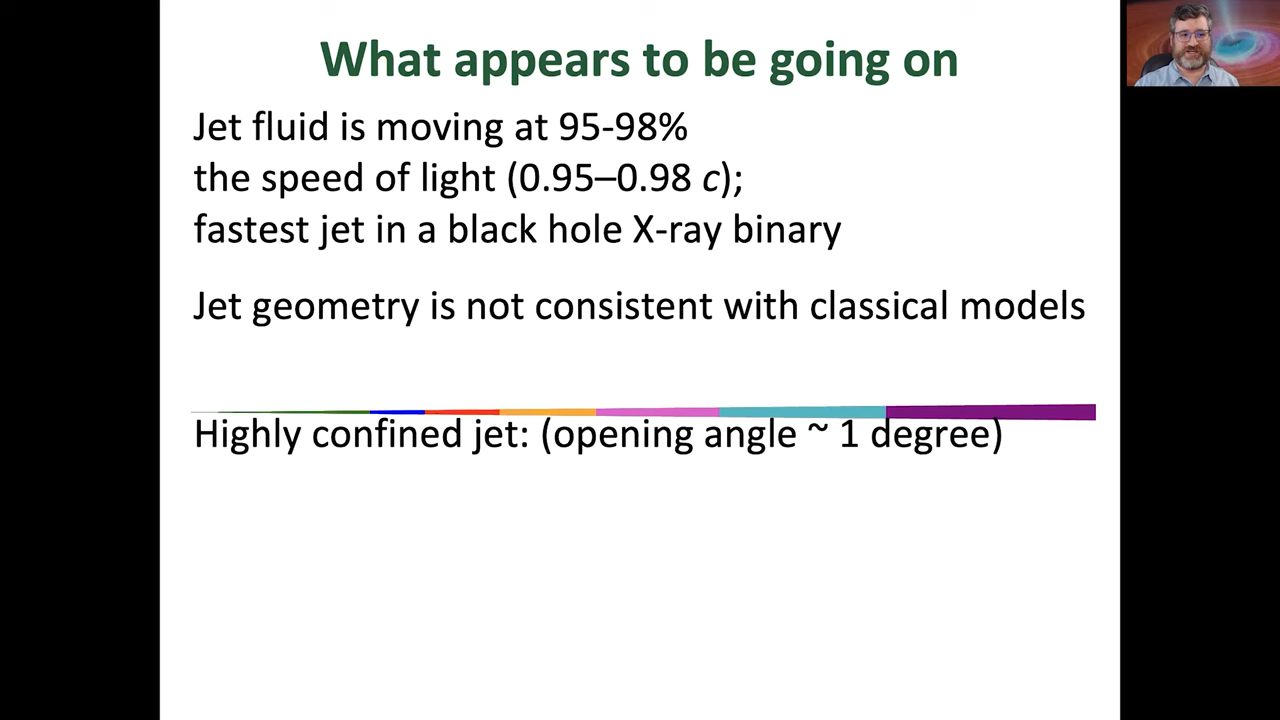 What appears to be going on
Jet fluid is moving at 95-98%
the speed of light (0.95–0.98 c);
fastest jet in a black hole X-ray binary
Jet geometry is not consistent with classical models
Highly confined jet: (opening angle ~ 1 degree)